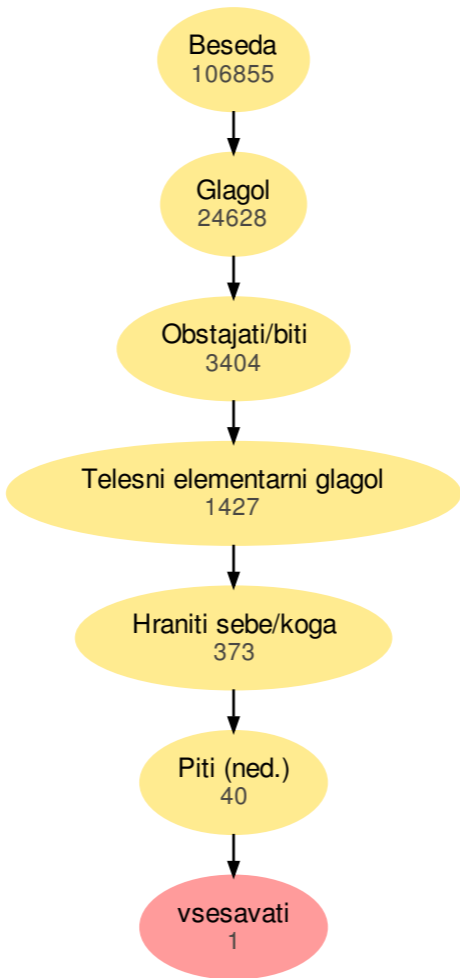 Beseda
106855
Glagol
24628
Obstajati/biti
3404
Telesni elementarni glagol
1427
Hraniti sebe/koga
373
Piti (ned.)
40
vsesavati
1